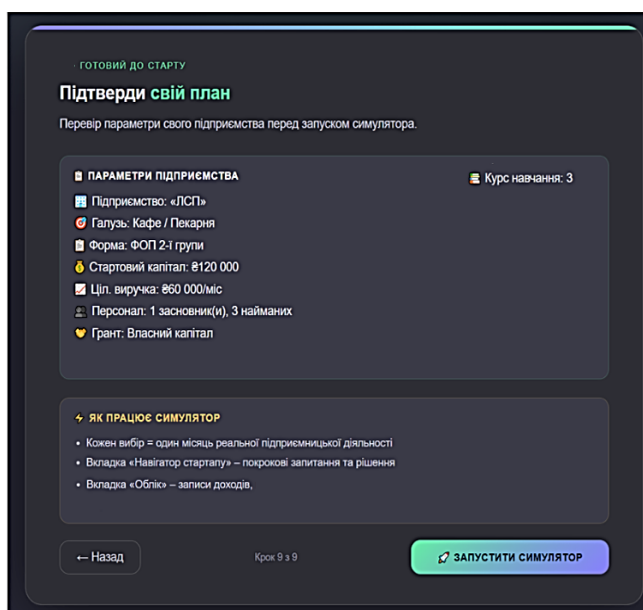 · ГОТОВИЙ ДО СТАРТУ
Підтверди свій план
Перевір параметри свого підприємства перед запуском симулятора.
ПАРАМЕТРИ ПІДПРИЄМСТВА
Курс навчання: 3
Підприємство: «ЛСП»
Галузь: Кафе / Пекарня
Форма: ФОП 2-ї групи
Стартовий капітал: ₴120 000
Ціл. виручка: ₴60 000/міс
Персонал: 1 засновник(и), 3 найманих
Грант: Власний капітал
ЯК ПРАЦЮЄ СИМУЛЯТОР
• Кожен вибір = один місяць реальної підприємницької діяльності
• Вкладка «Навігатор стартапу» – покрокові запитання та рішення
• Вкладка «Облік» – записи доходів,
← Назад
Крок 9 з 9
ЗАПУСТИТИ СИМУЛЯТОР